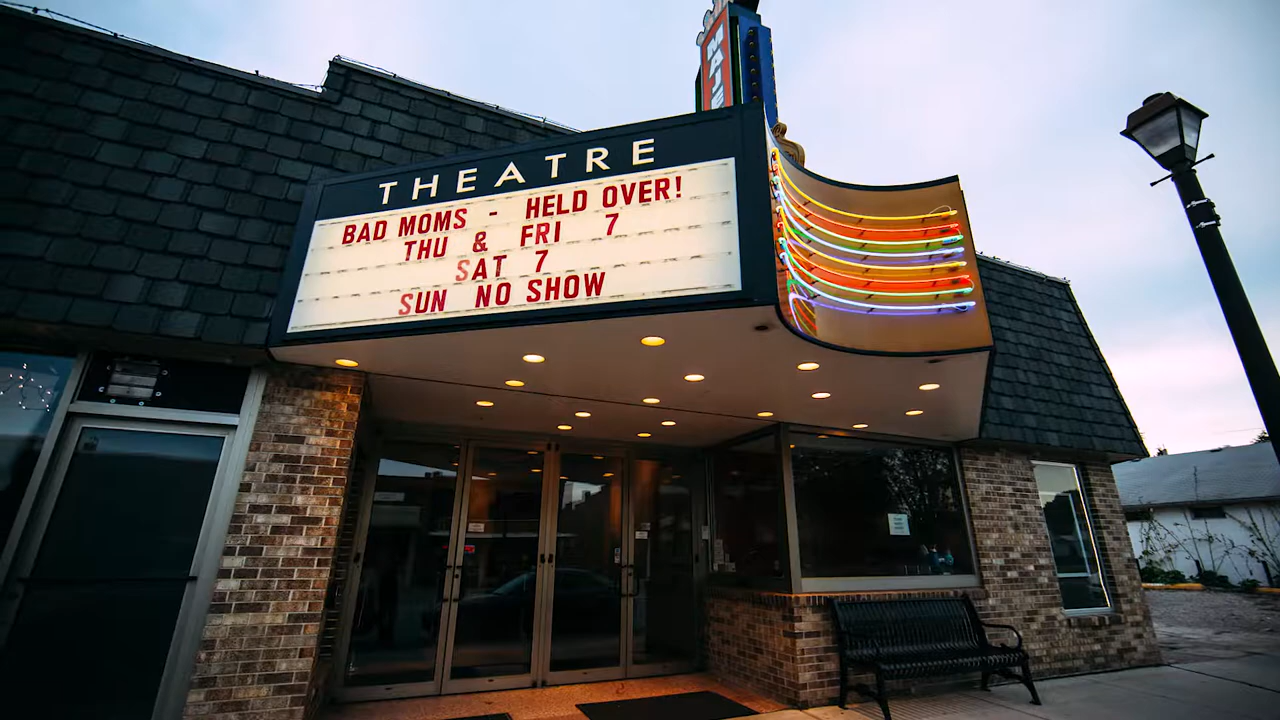 THEATRE
BAD MOMS - HELD OVER!
THU & FRI 7
SAT 7
SUN NO SHOW